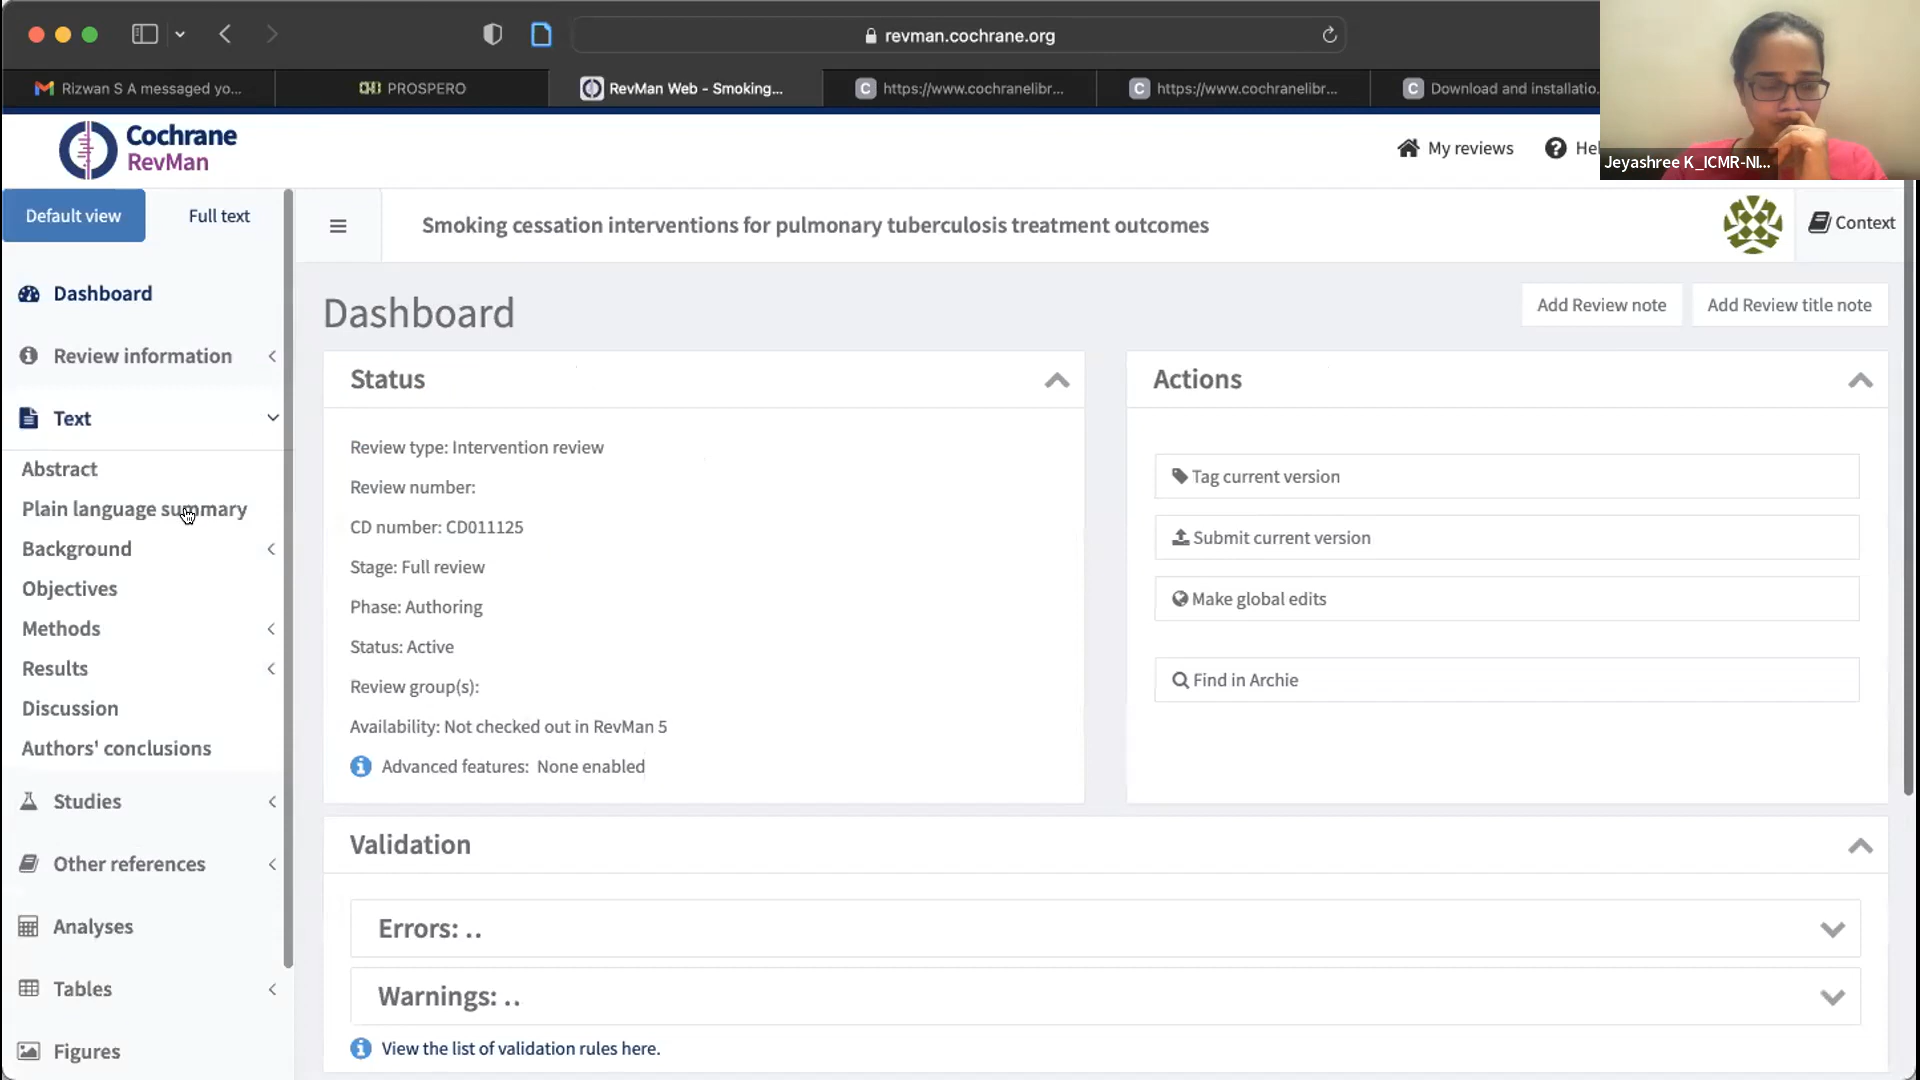 revman.cochrane.org
Rizwan S A messaged yo...
PROSPERO
RevMan Web - Smoking...
https://www.cochranelibr...
https://www.cochranelibr...
Download and installatio...
Jeyashree K_ICMR-NI...
Cochrane
RevMan
My reviews
Default view
Full text
Smoking cessation interventions for pulmonary tuberculosis treatment outcomes
Context
Dashboard
Review information
Text
Abstract
Plain language summary
Background
Objectives
Methods
Results
Discussion
Authors' conclusions
Studies
Other references
Analyses
Tables
Figures
Dashboard
Add Review note
Add Review title note
Status
Review type: Intervention review
Review number:
CD number: CD011125
Stage: Full review
Phase: Authoring
Status: Active
Review group(s):
Availability: Not checked out in RevMan 5
Advanced features: None enabled
Actions
Tag current version
Submit current version
Make global edits
Find in Archie
Validation
Errors: ..
Warnings: ..
View the list of validation rules here.